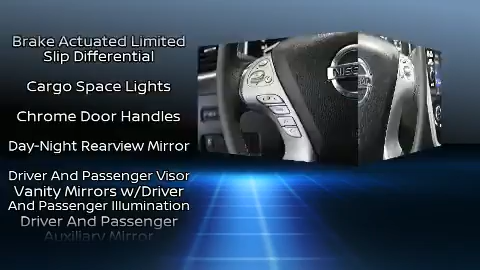 Brake Actuated Limited
Slip Differential
Cargo Space Lights
Chrome Door Handles
Day-Night Rearview Mirror
Driver And Passenger Visor
Vanity Mirrors w/Driver
And Passenger Illumination
Driver And Passenger
Auxiliary Mirror
NISSAN